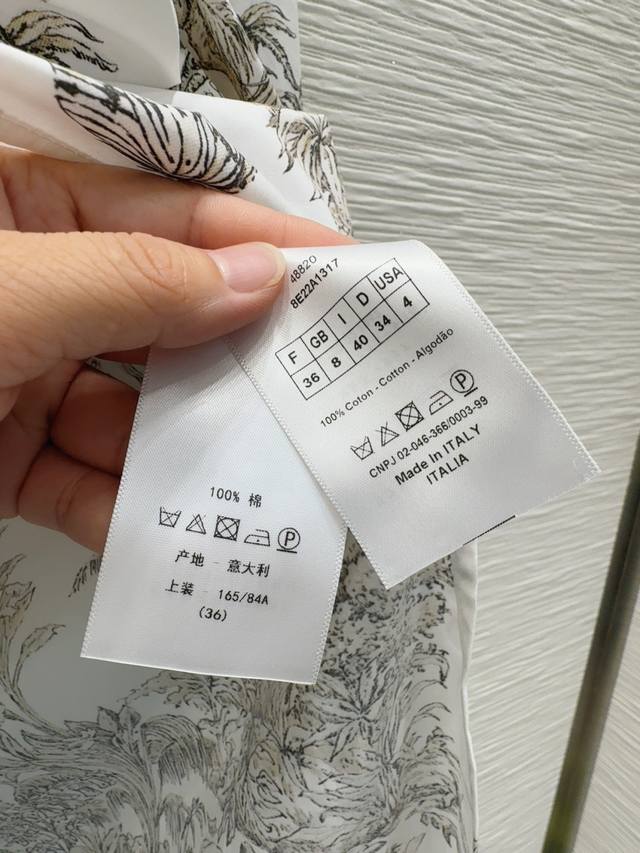 48820
8E22A1317
F GB I D USA
36 8 40 34 4
100% Coton - Cotton - Algodão
P
CNPJ 02-046-366/0003-99
Made in ITALY
ITALIA
100% 棉
P
产地 - 意大利
上装 - 165/84A
(36)